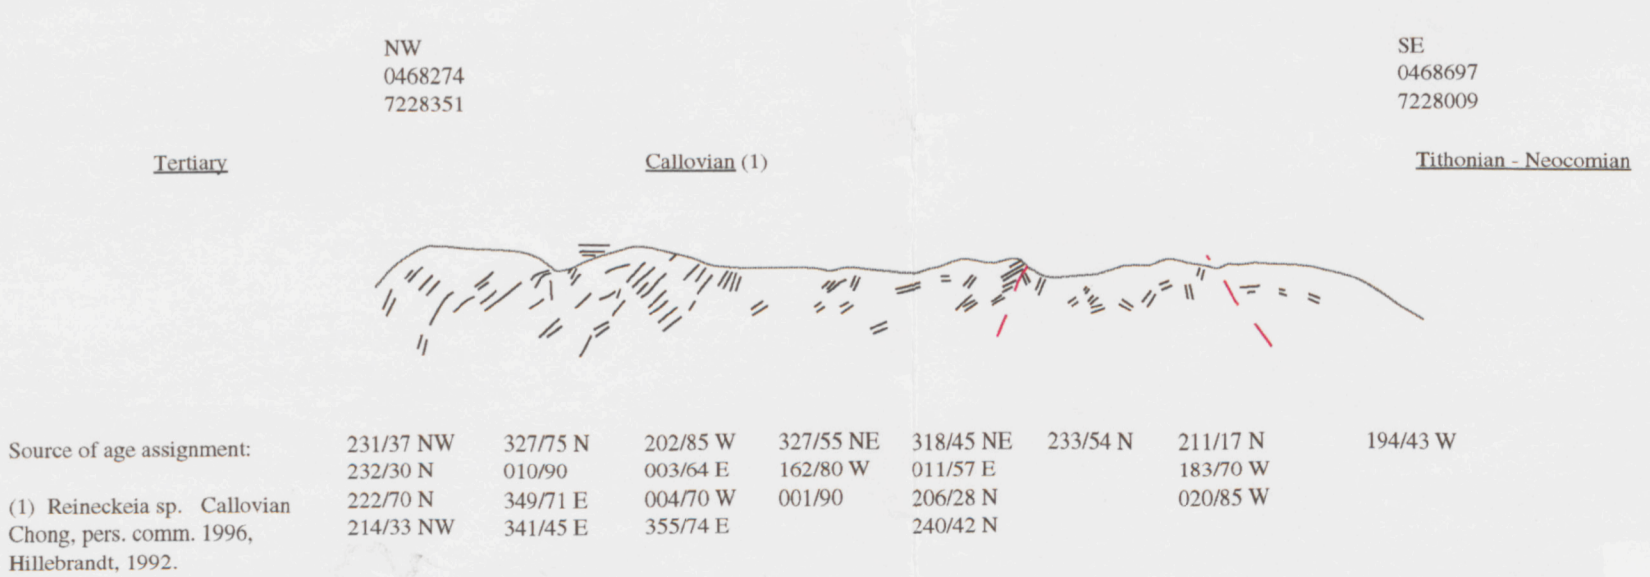 NW
0468274
7228351
SE
0468697
7228009
Tertiary
Callovian (1)
Tithonian - Neocomian
Source of age assignment:
(1) Reineckeia sp. Callovian
Chong, pers. comm. 1996,
Hillebrandt, 1992.
231/37 NW
232/30 N
222/70 N
214/33 NW
327/75 N
010/90
349/71 E
341/45 E
202/85 W
003/64 E
004/70 W
355/74 E
327/55 NE
162/80 W
001/90
318/45 NE
011/57 E
206/28 N
240/42 N
233/54 N
211/17 N
183/70 W
020/85 W
194/43 W